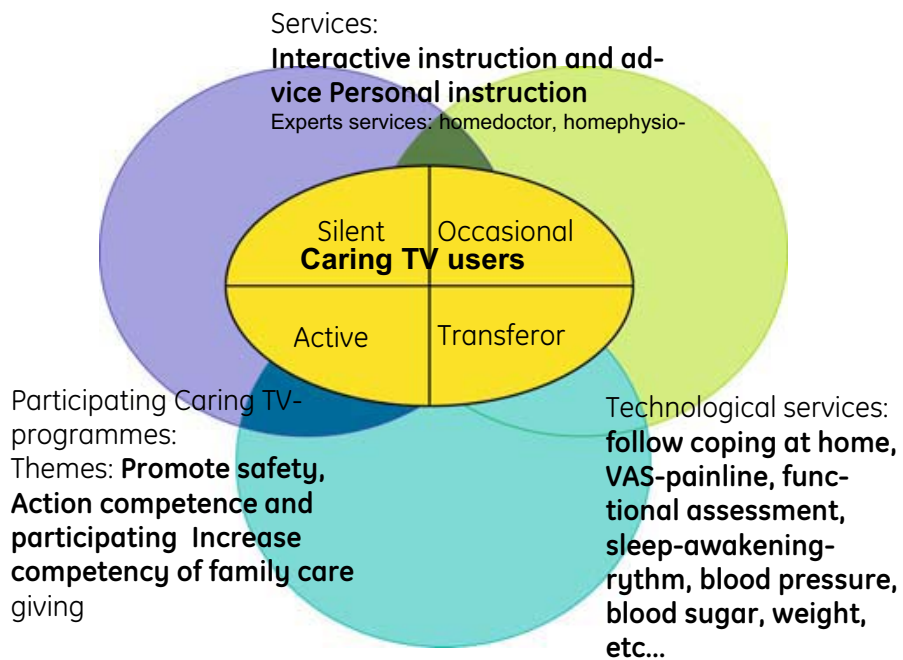 Services:
Interactive instruction and ad-
vice Personal instruction
Experts services: homedoctor, homephysio-
Silent
Occasional
Caring TV users
Active
Transferor
Participating Caring TV-
programmes:
Themes: Promote safety,
Action competence and
participating  Increase
competency of family care
giving
Technological services:
follow coping at home,
VAS-painline, func-
tional assessment,
sleep-awakening-
rythm, blood pressure,
blood sugar, weight,
etc...